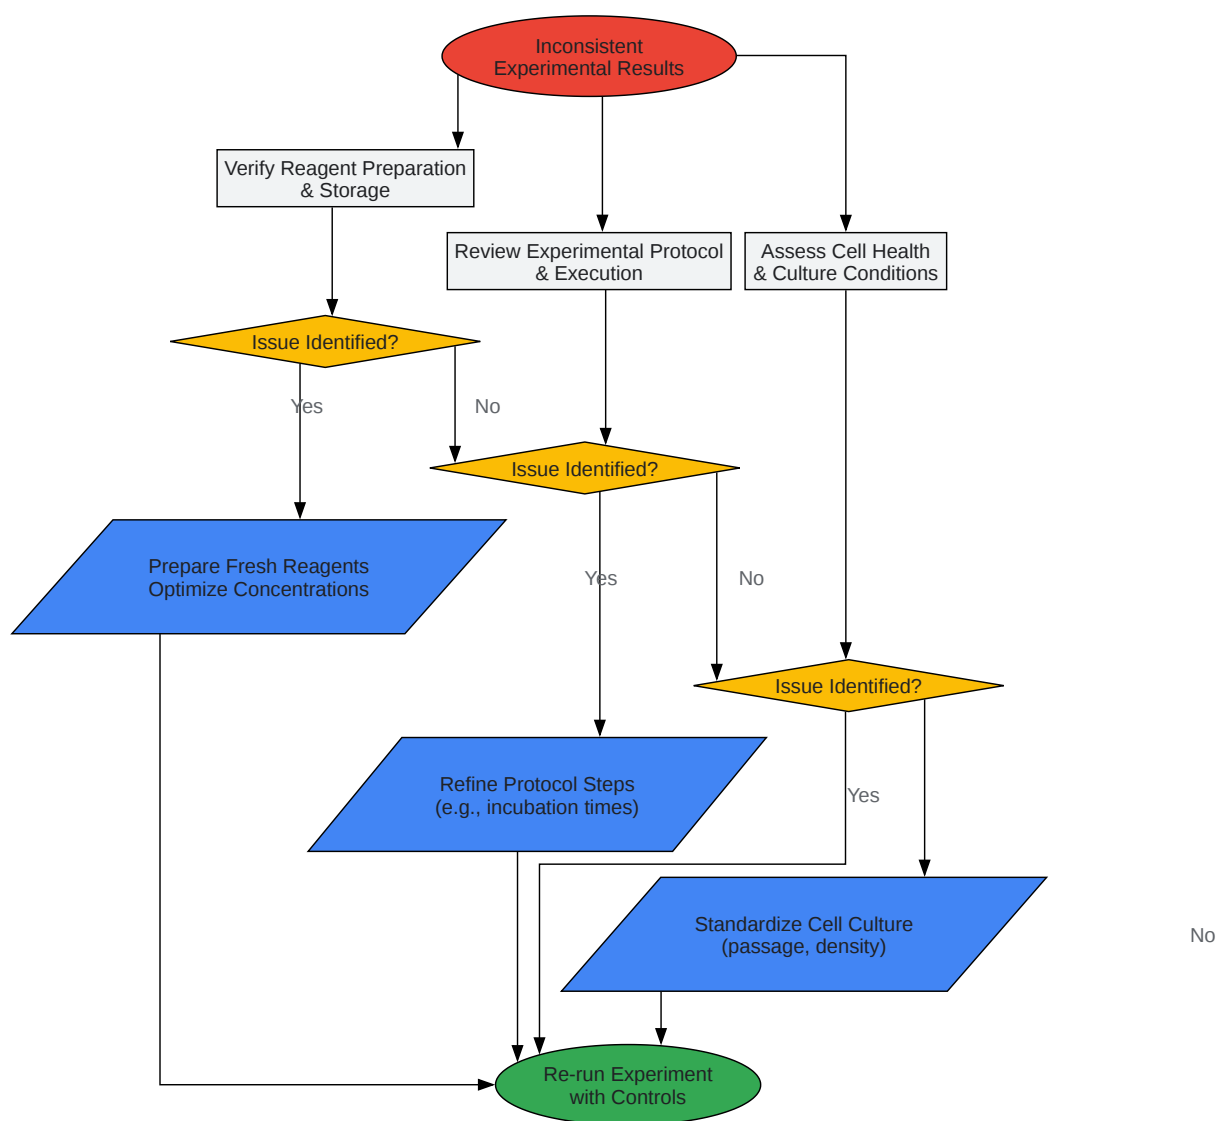 Inconsistent
Experimental Results
Verify Reagent Preparation
& Storage
Review Experimental Protocol
& Execution
Assess Cell Health
& Culture Conditions
Issue Identified?
Yes
No
Issue Identified?
Prepare Fresh Reagents
Optimize Concentrations
Yes
No
Issue Identified?
Refine Protocol Steps
(e.g., incubation times)
Yes
Standardize Cell Culture
(passage, density)
No
Re-run Experiment
with Controls